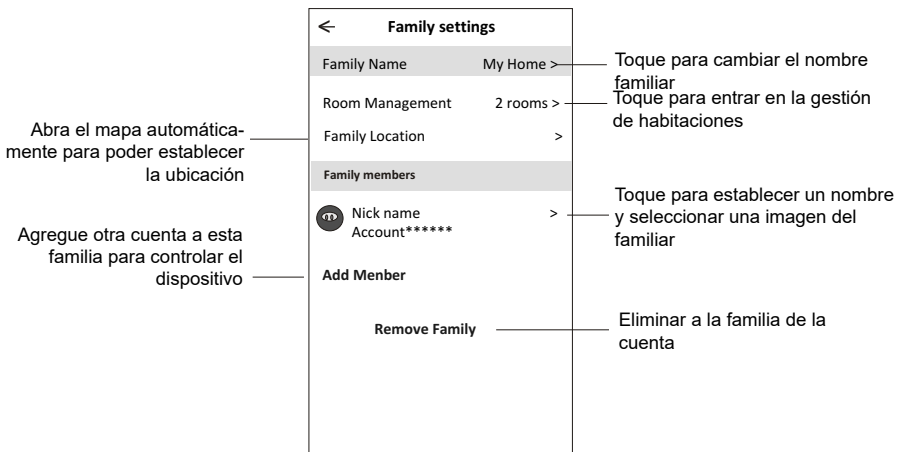 ← Family settings
Family Name My Home >
Room Management 2 rooms >
Family Location >
Family members
Nick name >
Account******
Add Menber
Remove Family
Abra el mapa automática-
mente para poder establecer
la ubicación
Agregue otra cuenta a esta
familia para controlar el
dispositivo
Toque para cambiar el nombre
familiar
Toque para entrar en la gestión
de habitaciones
Toque para establecer un nombre
y seleccionar una imagen del
familiar
Eliminar a la familia de la
cuenta